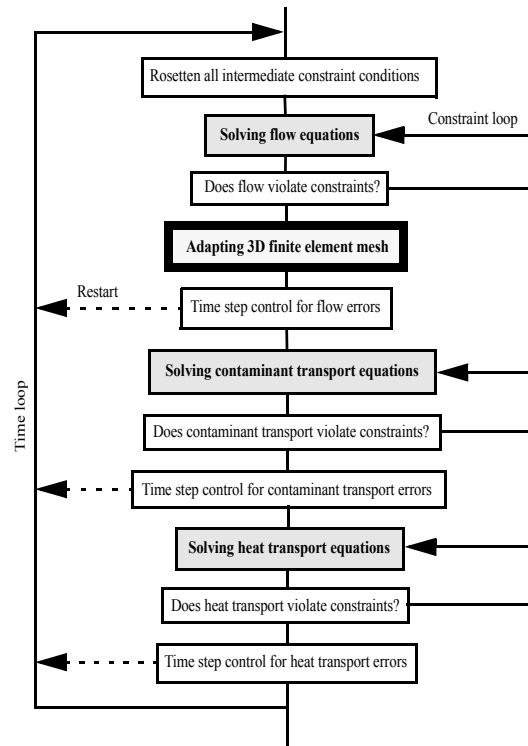 Rosetten all intermediate constraint conditions
Constraint loop
Solving flow equations
Does flow violate constraints?
Adapting 3D finite element mesh
Restart
Time step control for flow errors
Solving contaminant transport equations
Time loop
Does contaminant transport violate constraints?
Time step control for contaminant transport errors
Solving heat transport equations
Does heat transport violate constraints?
Time step control for heat transport errors